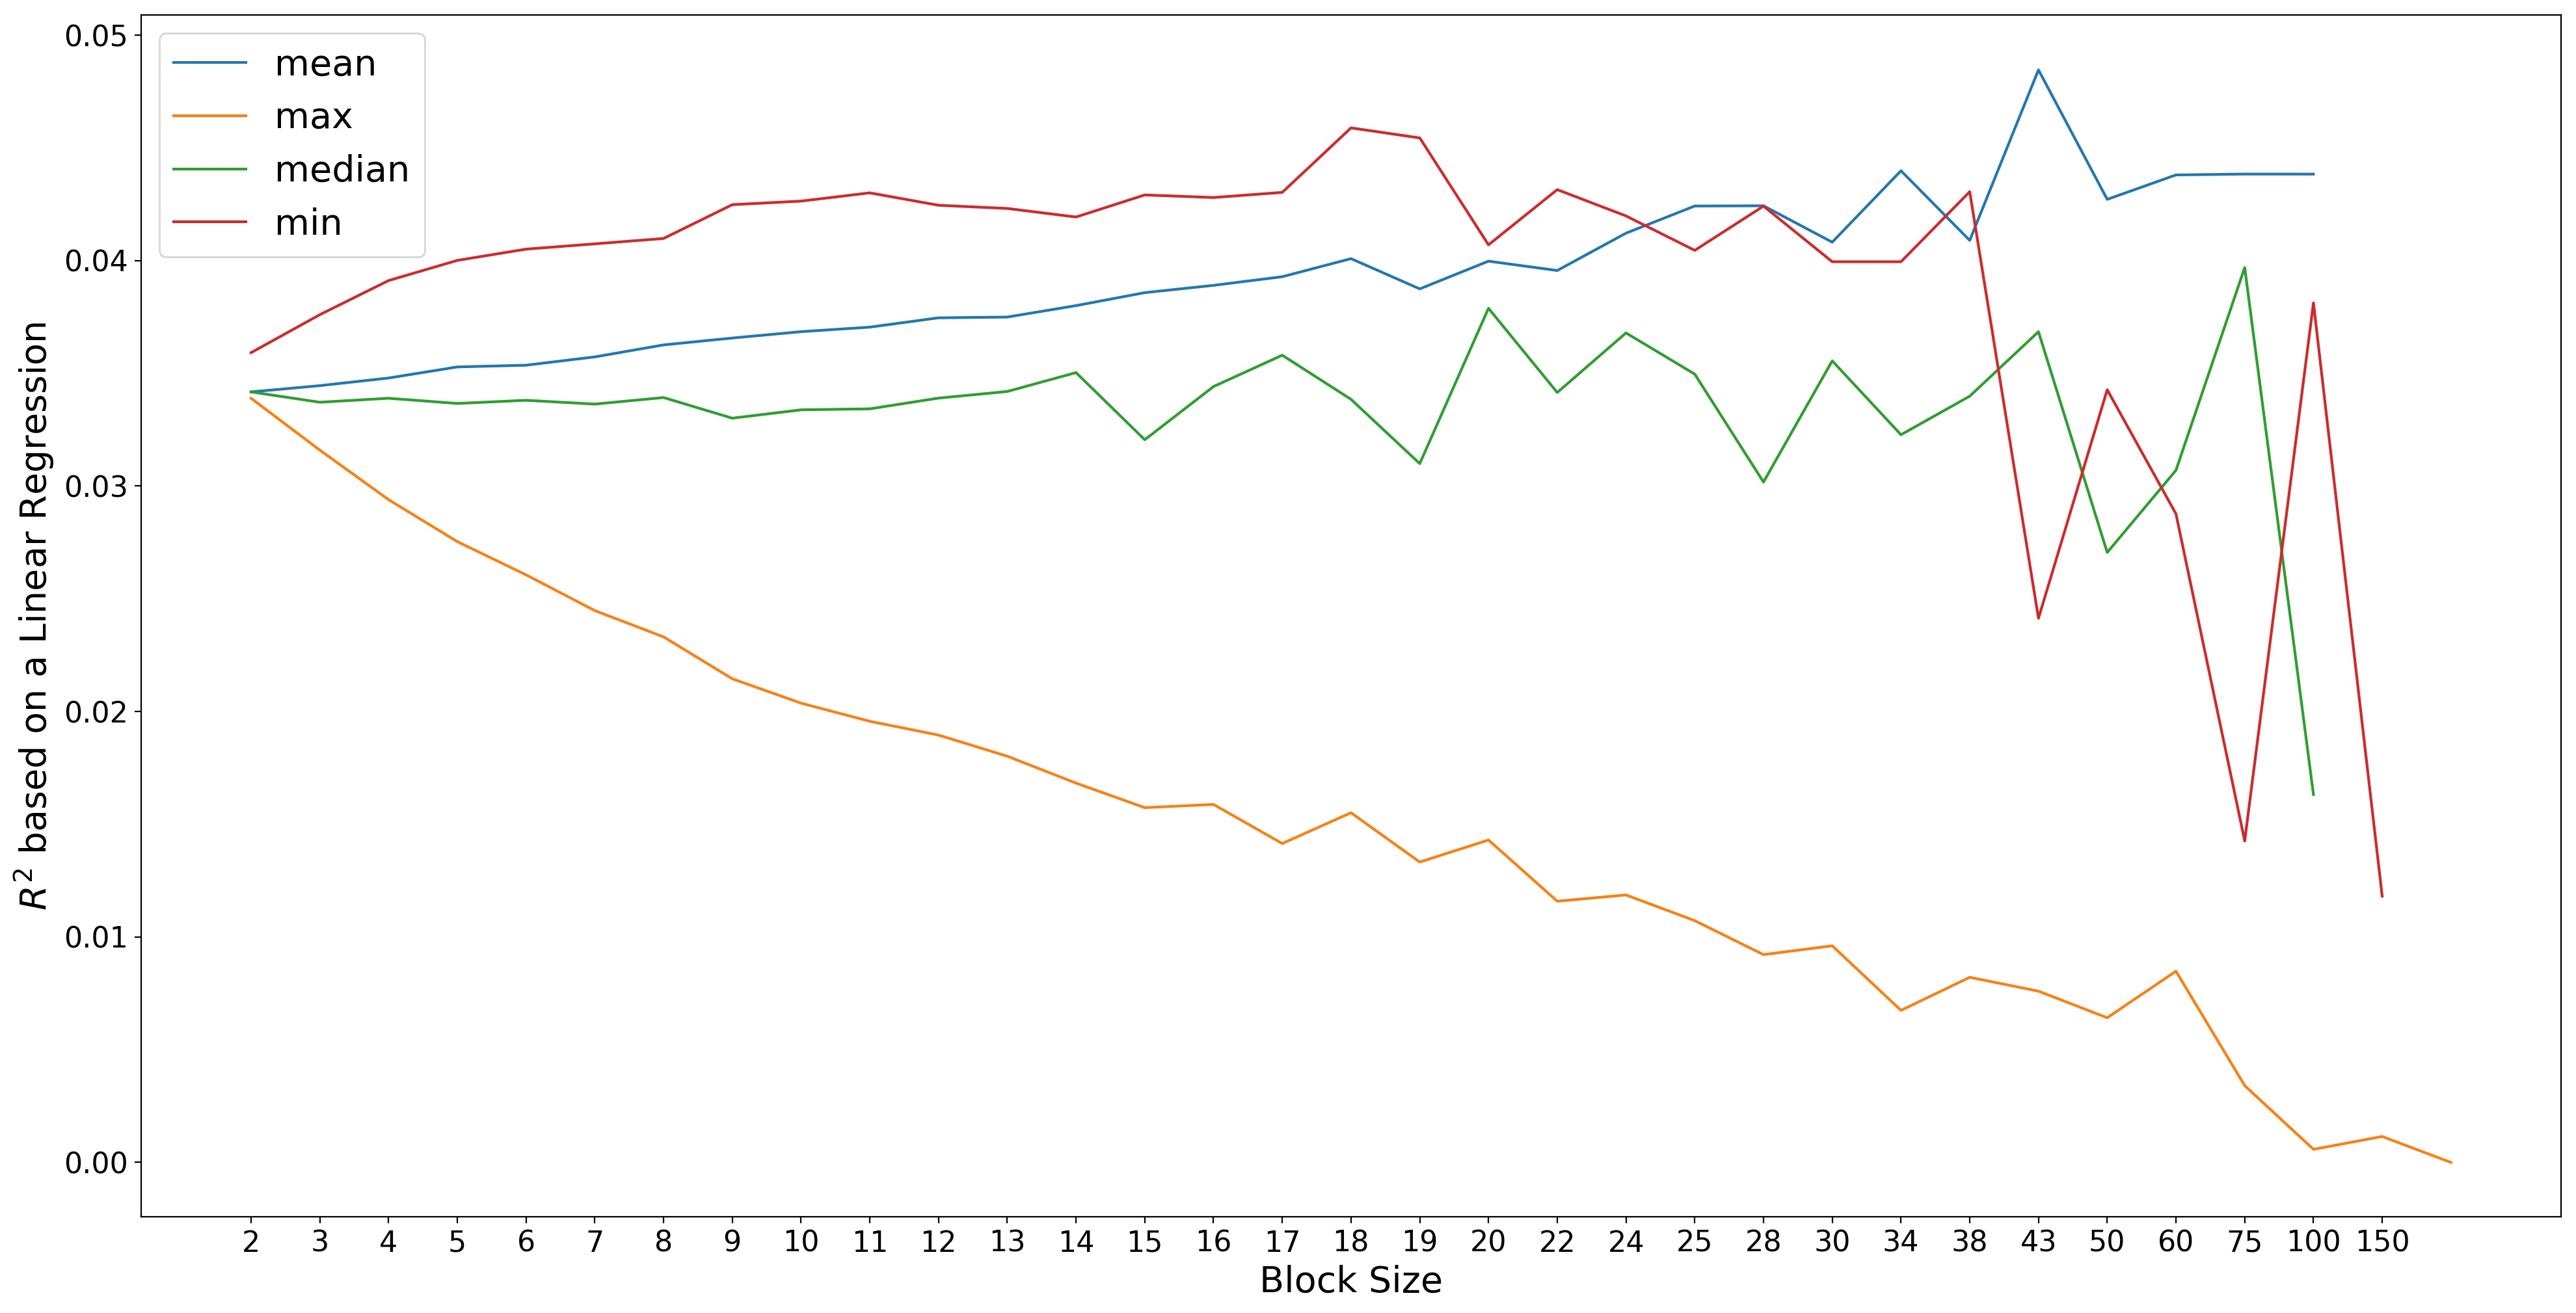 mean
max
median
min
0.05
0.04
0.03
0.02
0.01
0.00
R² based on a Linear Regression
2 3 4 5 6 7 8 9 10 11 12 13 14 15 16 17 18 19 20 22 24 25 28 30 34 38 43 50 60 75 100 150
Block Size